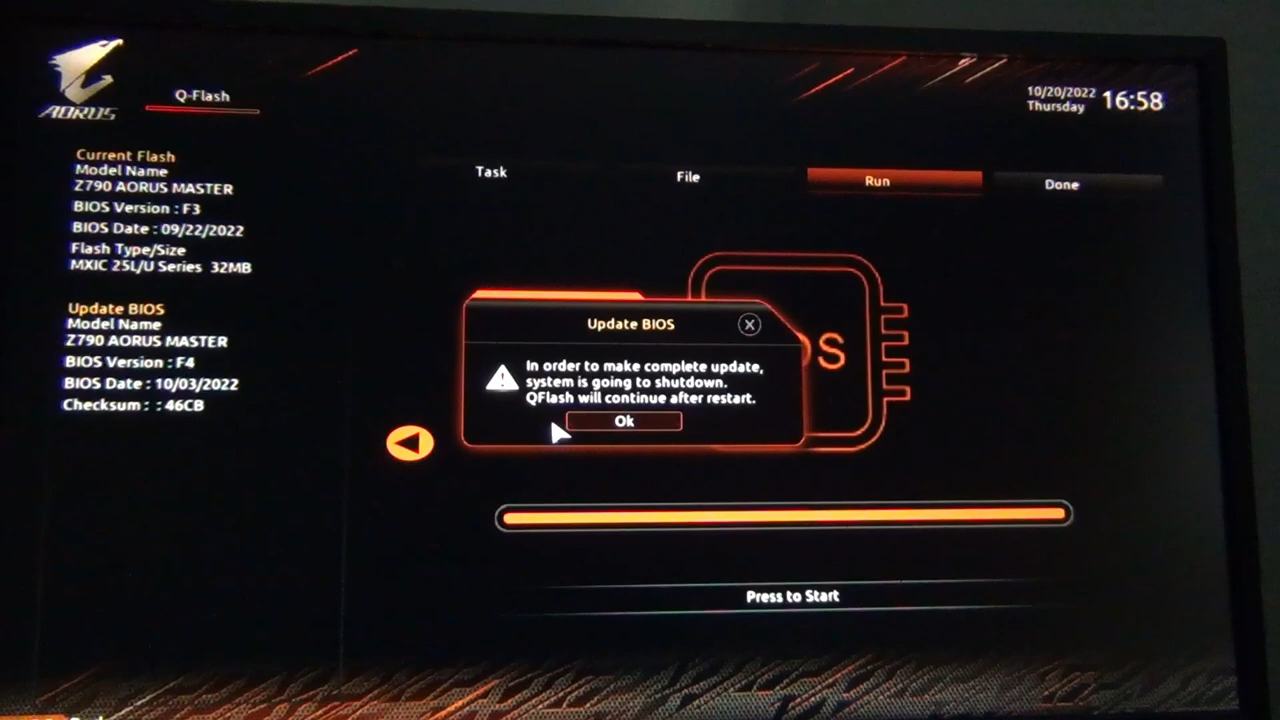 AORUS
Q-Flash
10/20/2022
Thursday
16:58
Current Flash
Model Name
Z790 AORUS MASTER
BIOS Version : F3
BIOS Date : 09/22/2022
Flash Type/Size
MXIC 25L/U Series 32MB
Update BIOS
Model Name
Z790 AORUS MASTER
BIOS Version : F4
BIOS Date : 10/03/2022
Checksum : : 46CB
Task
File
Run
Done
S
Update BIOS
In order to make complete update,
system is going to shutdown.
QFlash will continue after restart.
Ok
Press to Start